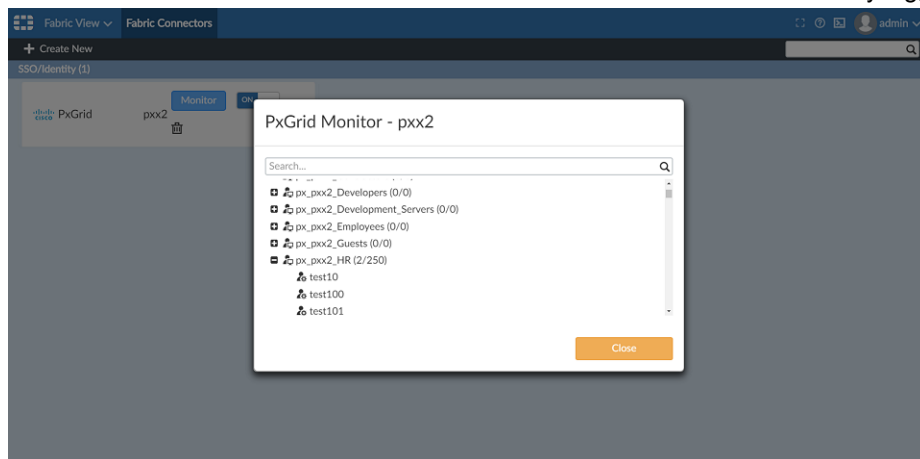 Fabric View
Fabric Connectors
admin
Create New
SSO/Identity (1)
Monitor
ON
cisco PxGrid
pxx2
PxGrid Monitor - pxx2
Search...
px_pxx2_Developers (0/0)
px_pxx2_Development_Servers (0/0)
px_pxx2_Employees (0/0)
px_pxx2_Guests (0/0)
px_pxx2_HR (2/250)
test10
test100
test101
Close